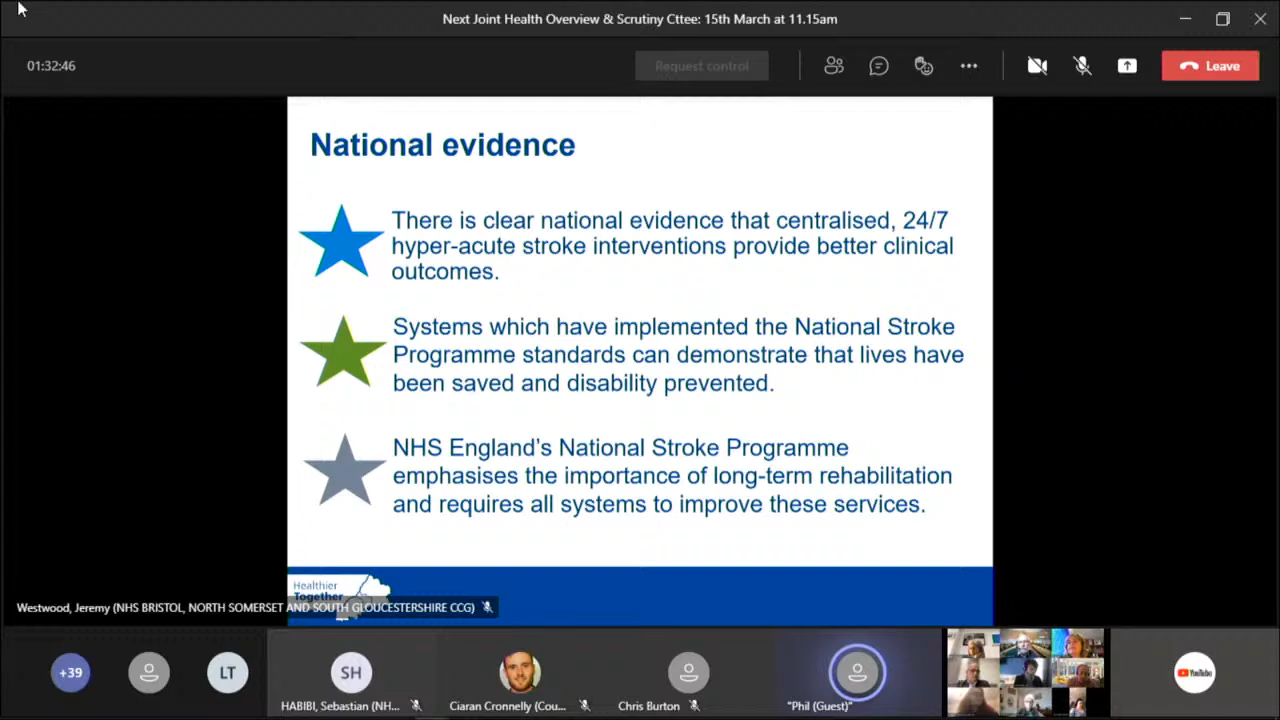 Next Joint Health Overview & Scrutiny Cttee: 15th March at 11.15am
01:32:46
Request control
Leave
National evidence
There is clear national evidence that centralised, 24/7
hyper-acute stroke interventions provide better clinical
outcomes.
Systems which have implemented the National Stroke
Programme standards can demonstrate that lives have
been saved and disability prevented.
NHS England's National Stroke Programme
emphasises the importance of long-term rehabilitation
and requires all systems to improve these services.
Healthier
Together
Westwood, Jeremy (NHS BRISTOL, NORTH SOMERSET AND SOUTH GLOUCESTERSHIRE CCG)
+39
LT
SH
HABIBI, Sebastian (NH...
Ciaran Cronnelly (Cou...
Chris Burton
"Phil (Guest)"
YouTube